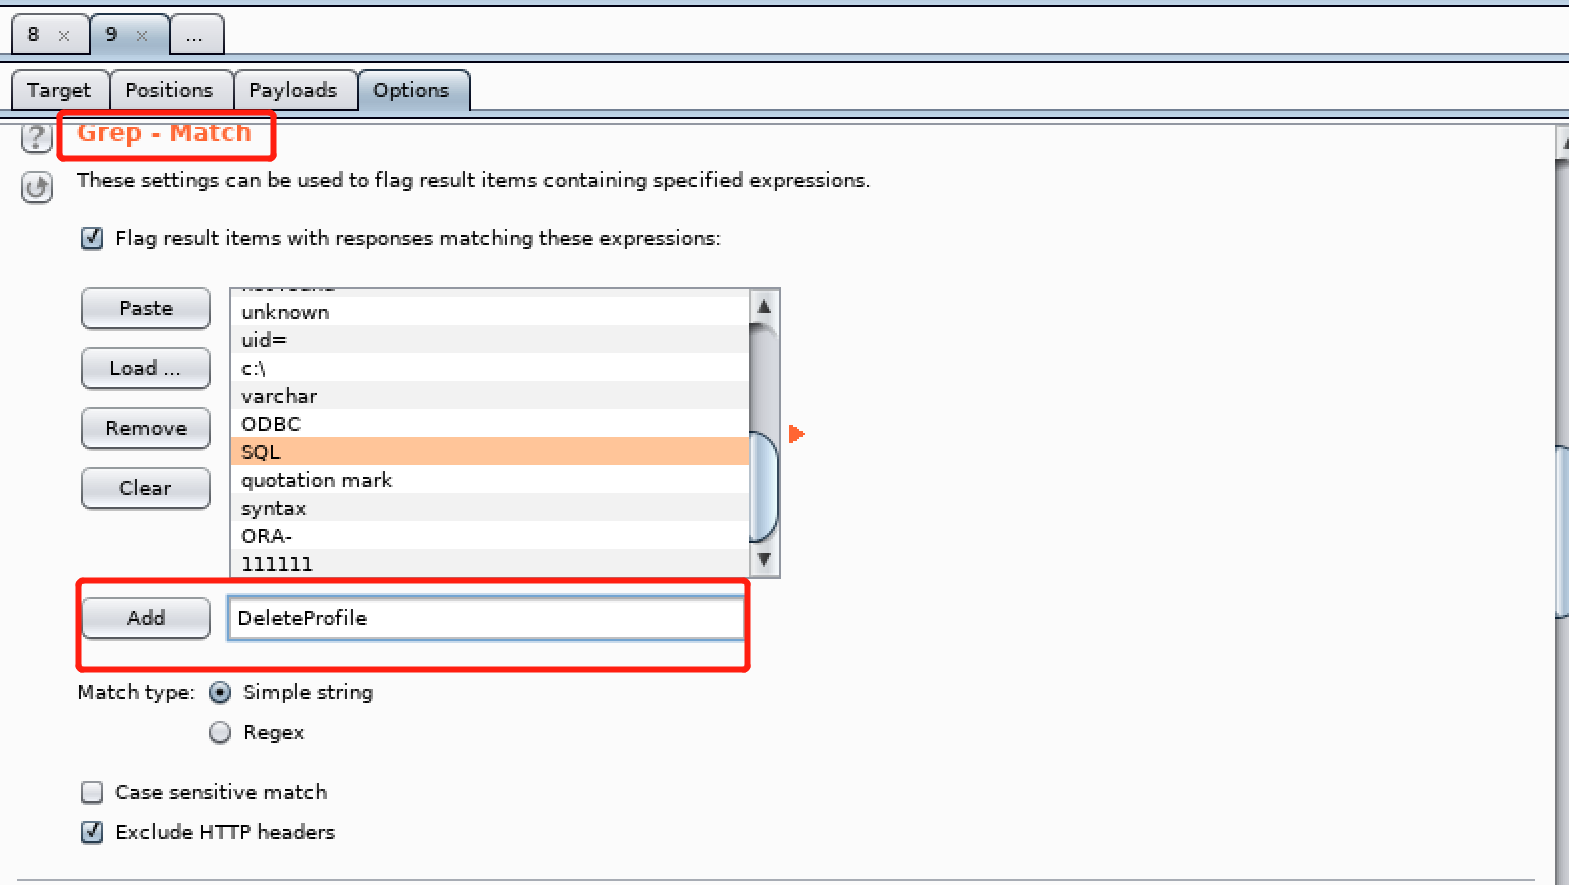 8 × 9 × ...
Target Positions Payloads Options
? Grep - Match
These settings can be used to flag result items containing specified expressions.
Flag result items with responses matching these expressions:
Paste
unknown
uid=
Load ...
c:\
varchar
Remove
ODBC
SQL
Clear
quotation mark
syntax
ORA-
111111
Add DeleteProfile
Match type: Simple string
Regex
Case sensitive match
Exclude HTTP headers